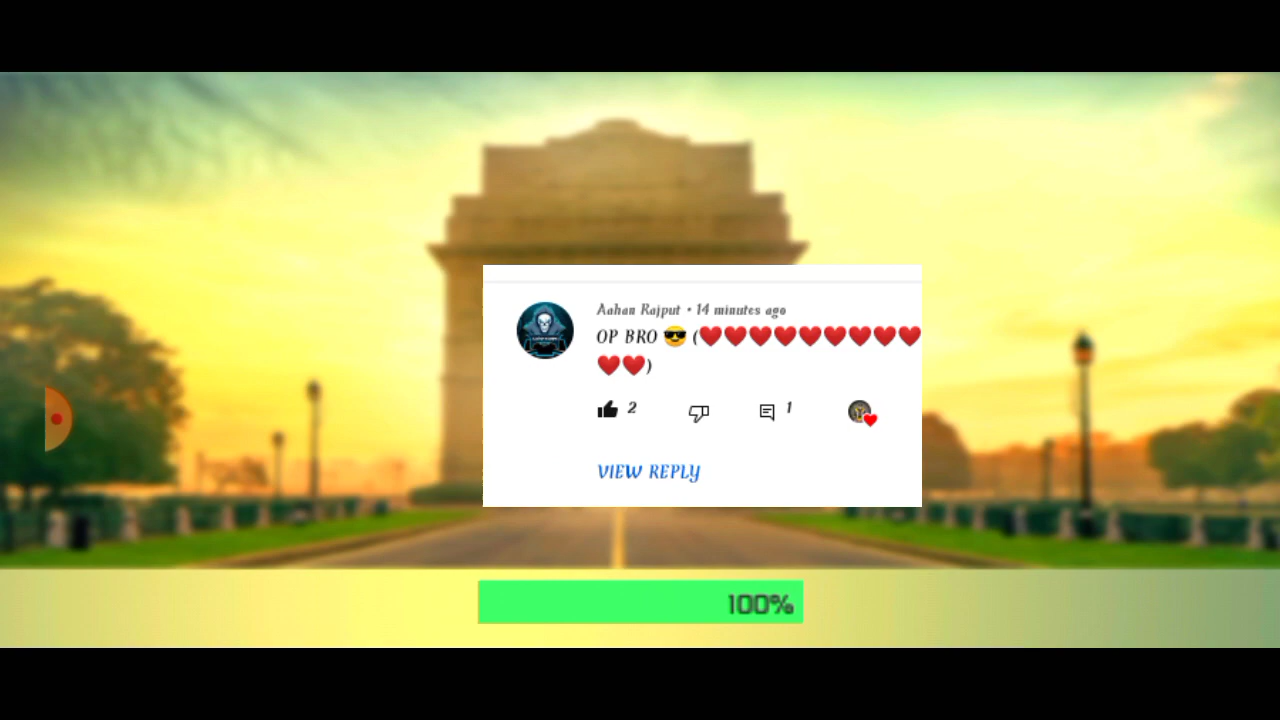 Aahan Rajput • 14 minutes ago
OP BRO 😎 (❤️❤️❤️❤️❤️❤️❤️❤️❤️
❤️❤️)
2 1
VIEW REPLY
100%